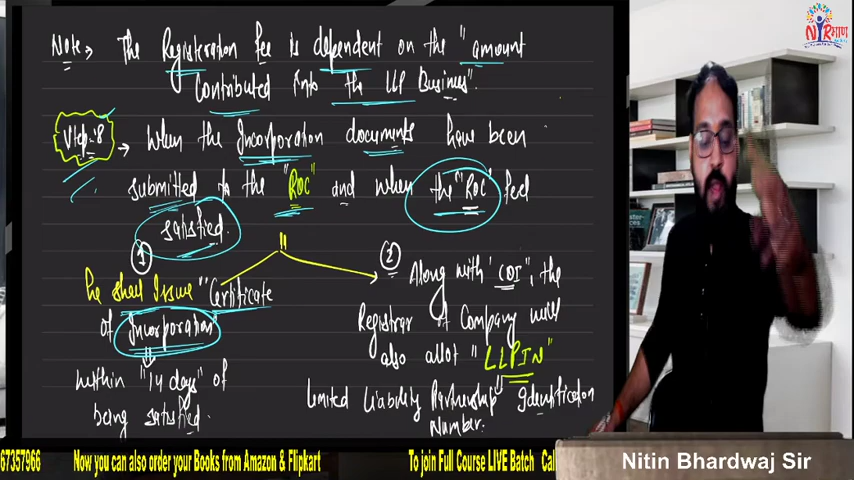 Note → The Registration fee is dependent on the "amount
Contributed into the LLP Business".
Step:8 → When the Incorporation documents have been
submitted to the "ROC" and when the "ROC" feel
satisfied.
①
he shall Issue "Certificate
of Incorporation"
within "14 days" of
being satisfied.
②
Along with "COI", the
Registrar of Company will
also allot "LLPIN"
Limited Liability Partnership Identification
Number.
67357966 Now you can also order your Books from Amazon & Flipkart To join Full Course LIVE Batch Cal
Nitin Bhardwaj Sir